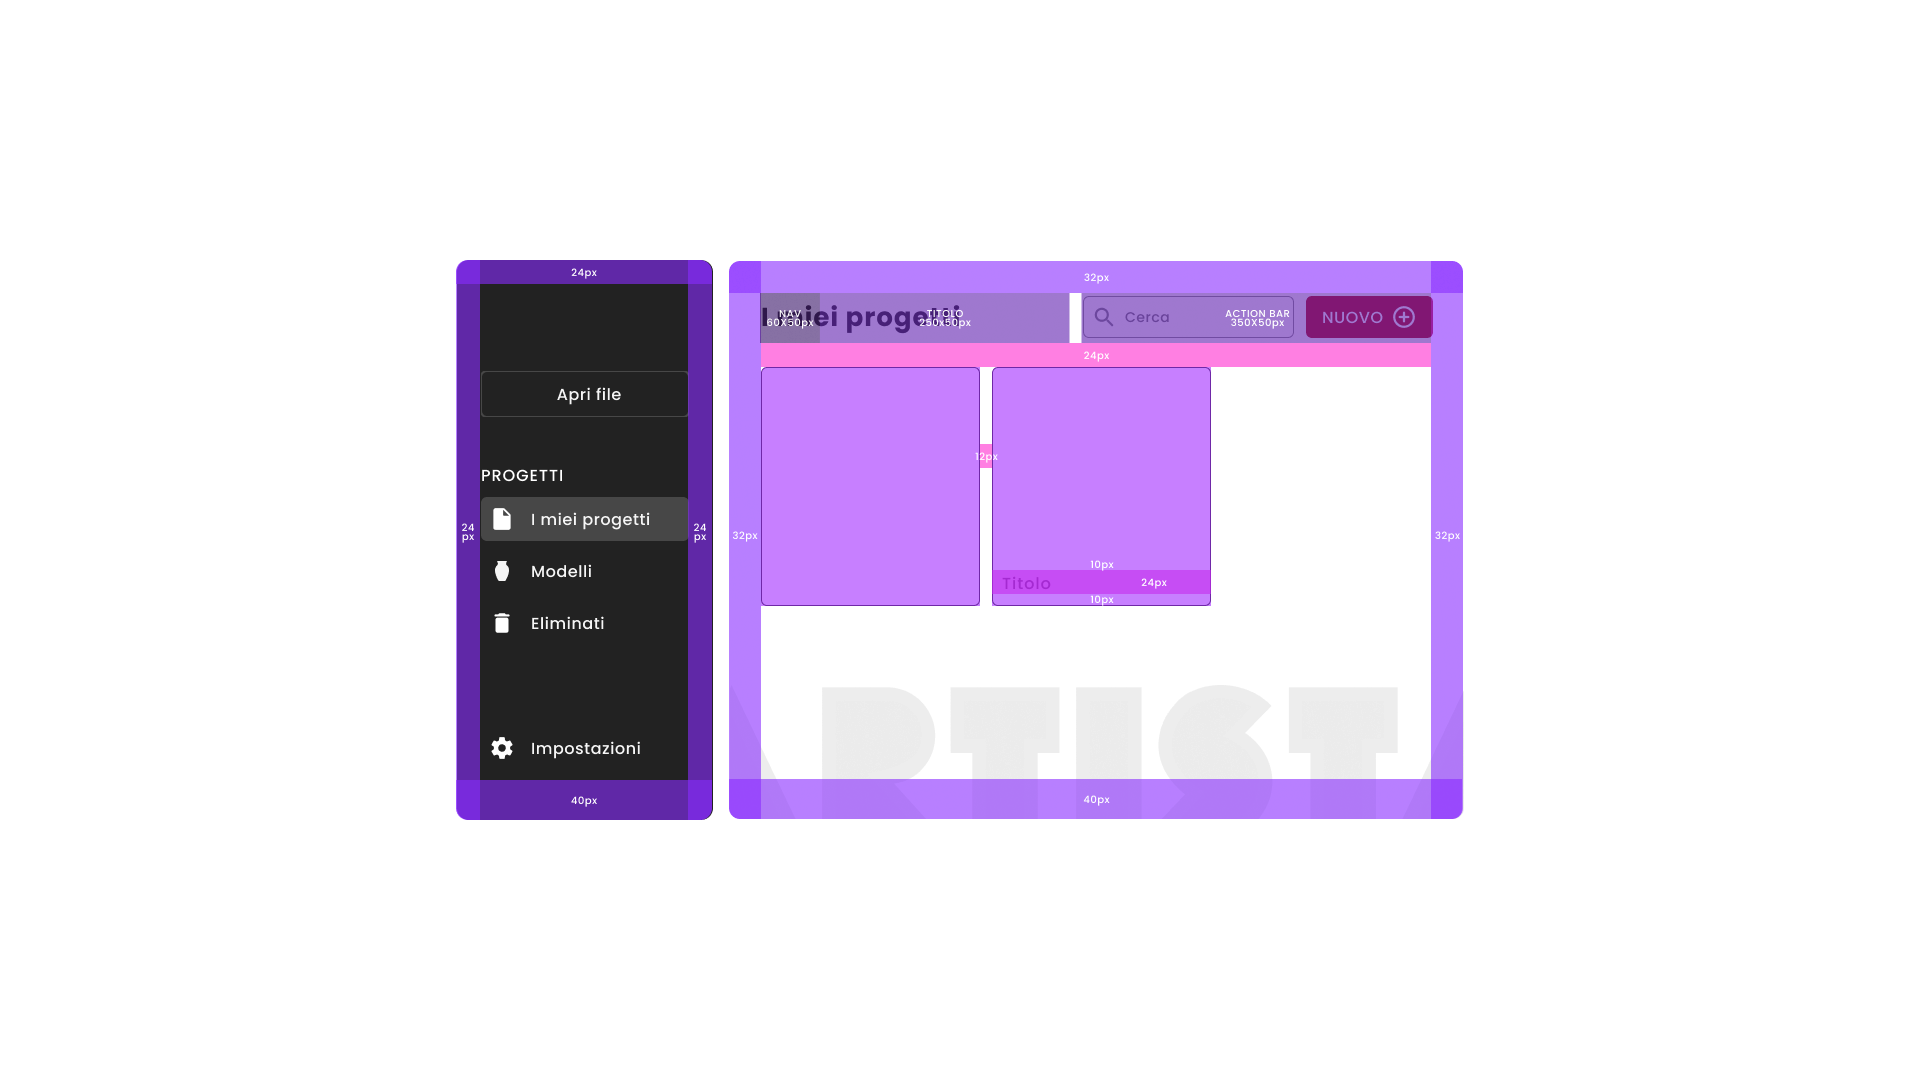 24px
Apri file
PROGETTI
24
px
24
px
I miei progetti
Modelli
Eliminati
Impostazioni
40px
32px
I miei progetti
NAV
60X50px
TITOLO
250x50px
Cerca
ACTION BAR
350X50px
NUOVO
24px
12px
32px
32px
10px
Titolo
24px
10px
ARTISTA
40px